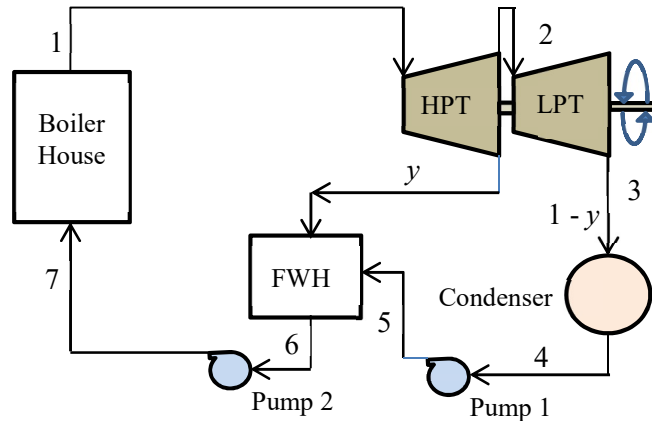 1
2
HPT
LPT
Boiler
House
y
3
1 - y
FWH
7
5
Condenser
6
4
Pump 2
Pump 1